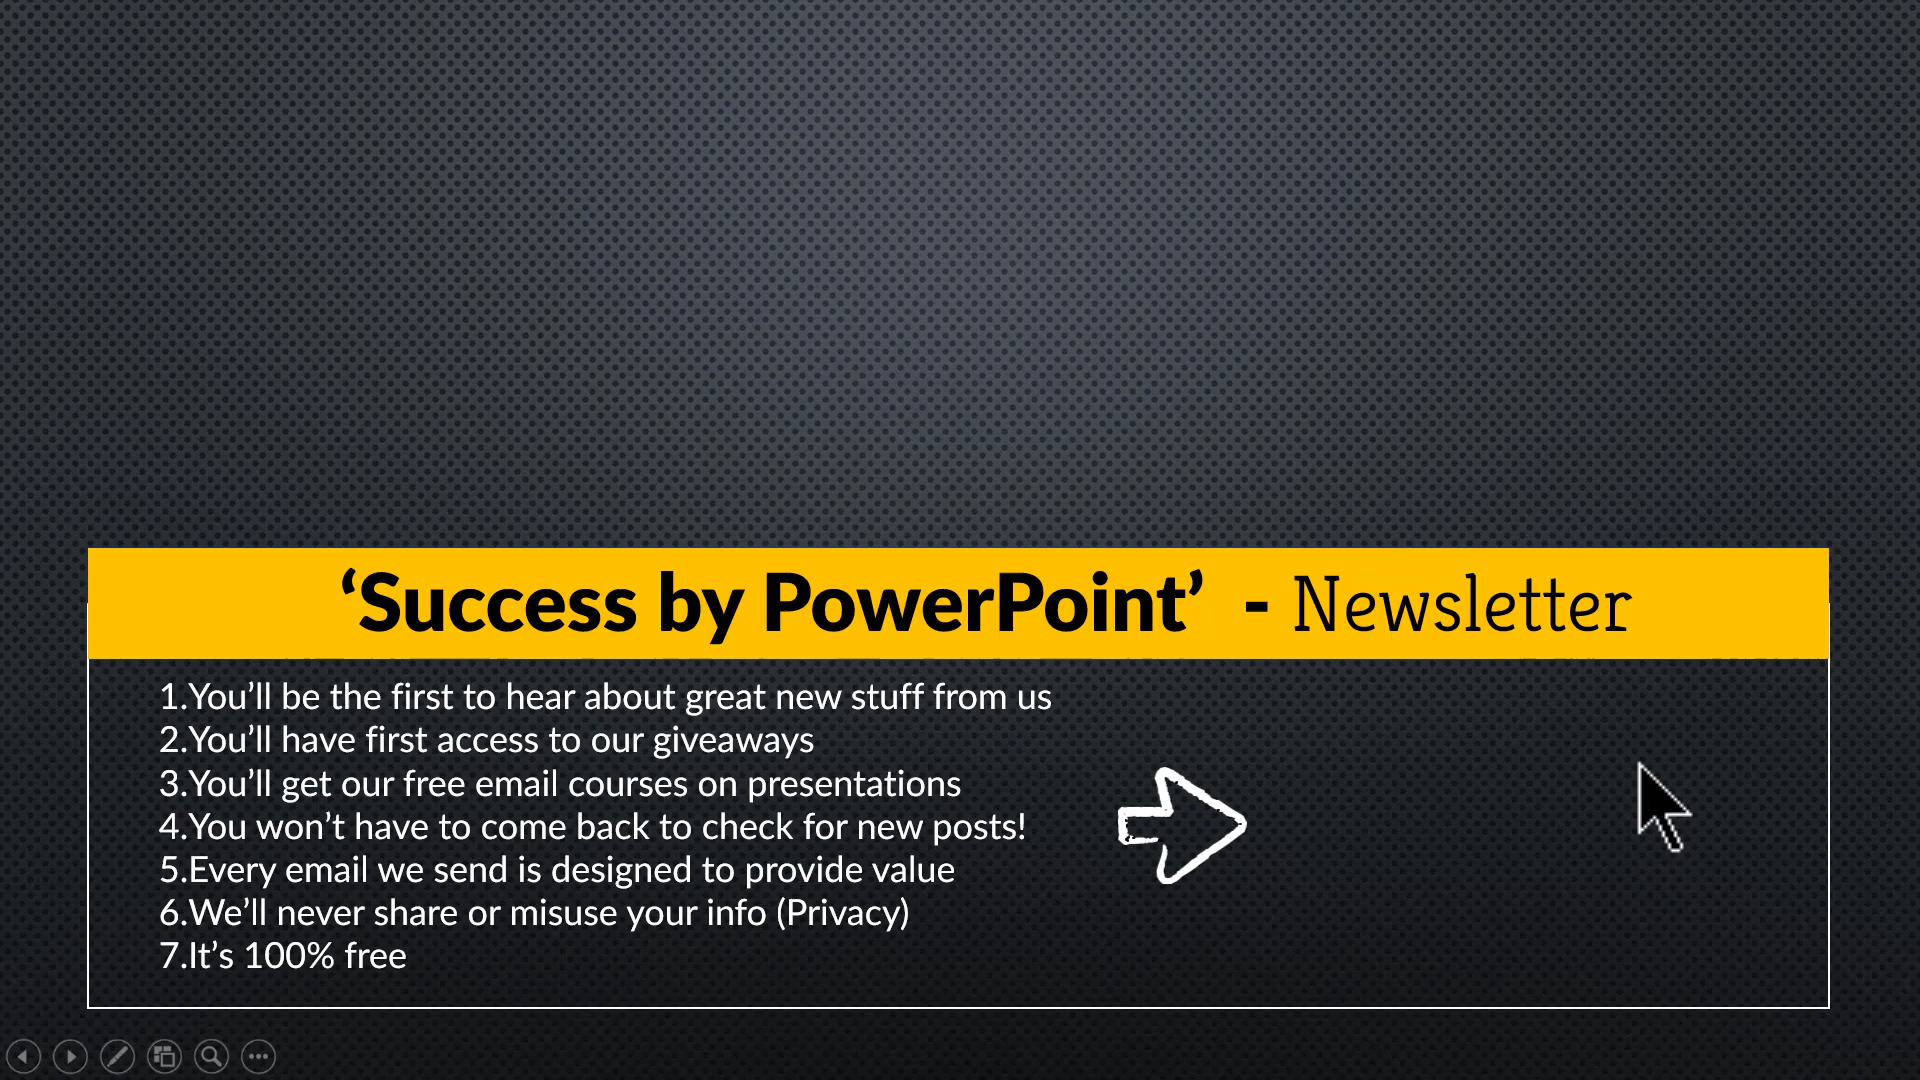 ‘Success by PowerPoint’ - Newsletter
1.You’ll be the first to hear about great new stuff from us
2.You’ll have first access to our giveaways
3.You’ll get our free email courses on presentations
4.You won’t have to come back to check for new posts!
5.Every email we send is designed to provide value
6.We’ll never share or misuse your info (Privacy)
7.It’s 100% free